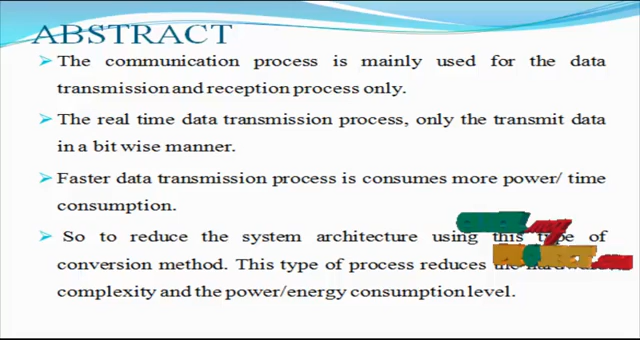 ABSTRACT
The communication process is mainly used for the data
transmission and reception process only.
The real time data transmission process, only the transmit data
in a bit wise manner.
Faster data transmission process is consumes more power/ time
consumption.
So to reduce the system architecture using this type of
conversion method. This type of process reduces the hardware
complexity and the power/energy consumption level.